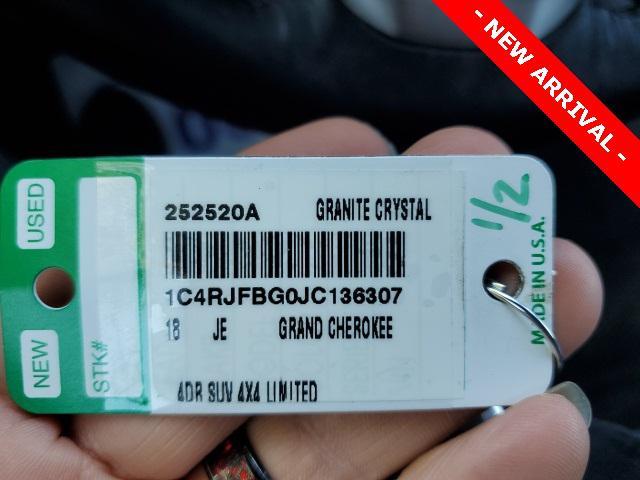 - NEW ARRIVAL -
USED
NEW
STK#
252520A GRANITE CRYSTAL
1C4RJFBG0JC136307
18 JE GRAND CHEROKEE
4DR SUV 4X4 LIMITED
1/2
MADE IN U.S.A.